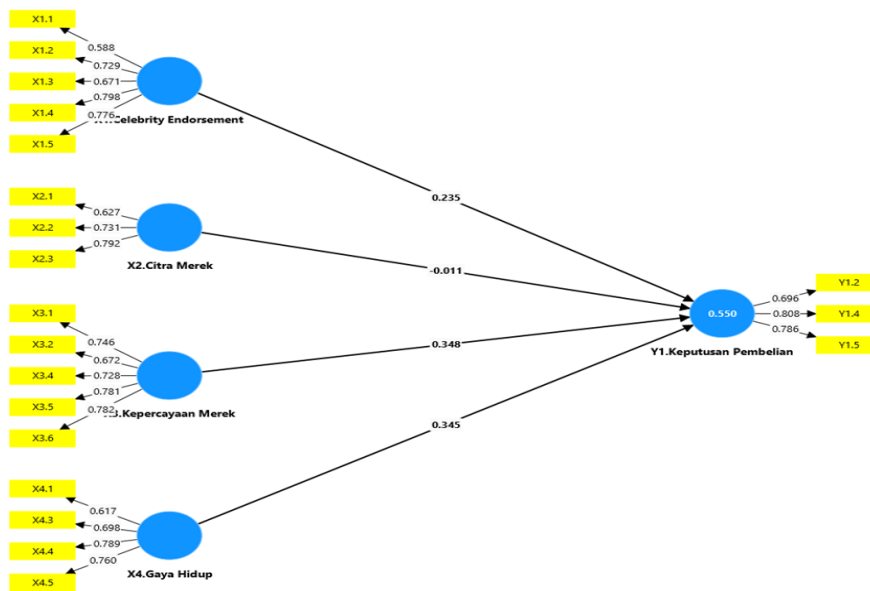 X1.1
0.588
X1.2
0.729
X1.3
0.671
X1.4
0.798
X1.5
0.776
Celebrity Endorsement
0.235
X2.1
0.627
X2.2
0.731
X2.3
0.792
X2.Citra Merek
-0.011
X3.1
0.746
X3.2
0.672
X3.4
0.728
X3.5
0.781
X3.6
0.782
.Kepercayaan Merek
0.348
X4.1
0.617
X4.3
0.698
X4.4
0.789
X4.5
0.760
X4.Gaya Hidup
0.345
0.550
Y1.Keputusan Pembelian
Y1.2
0.696
Y1.4
0.808
Y1.5
0.786